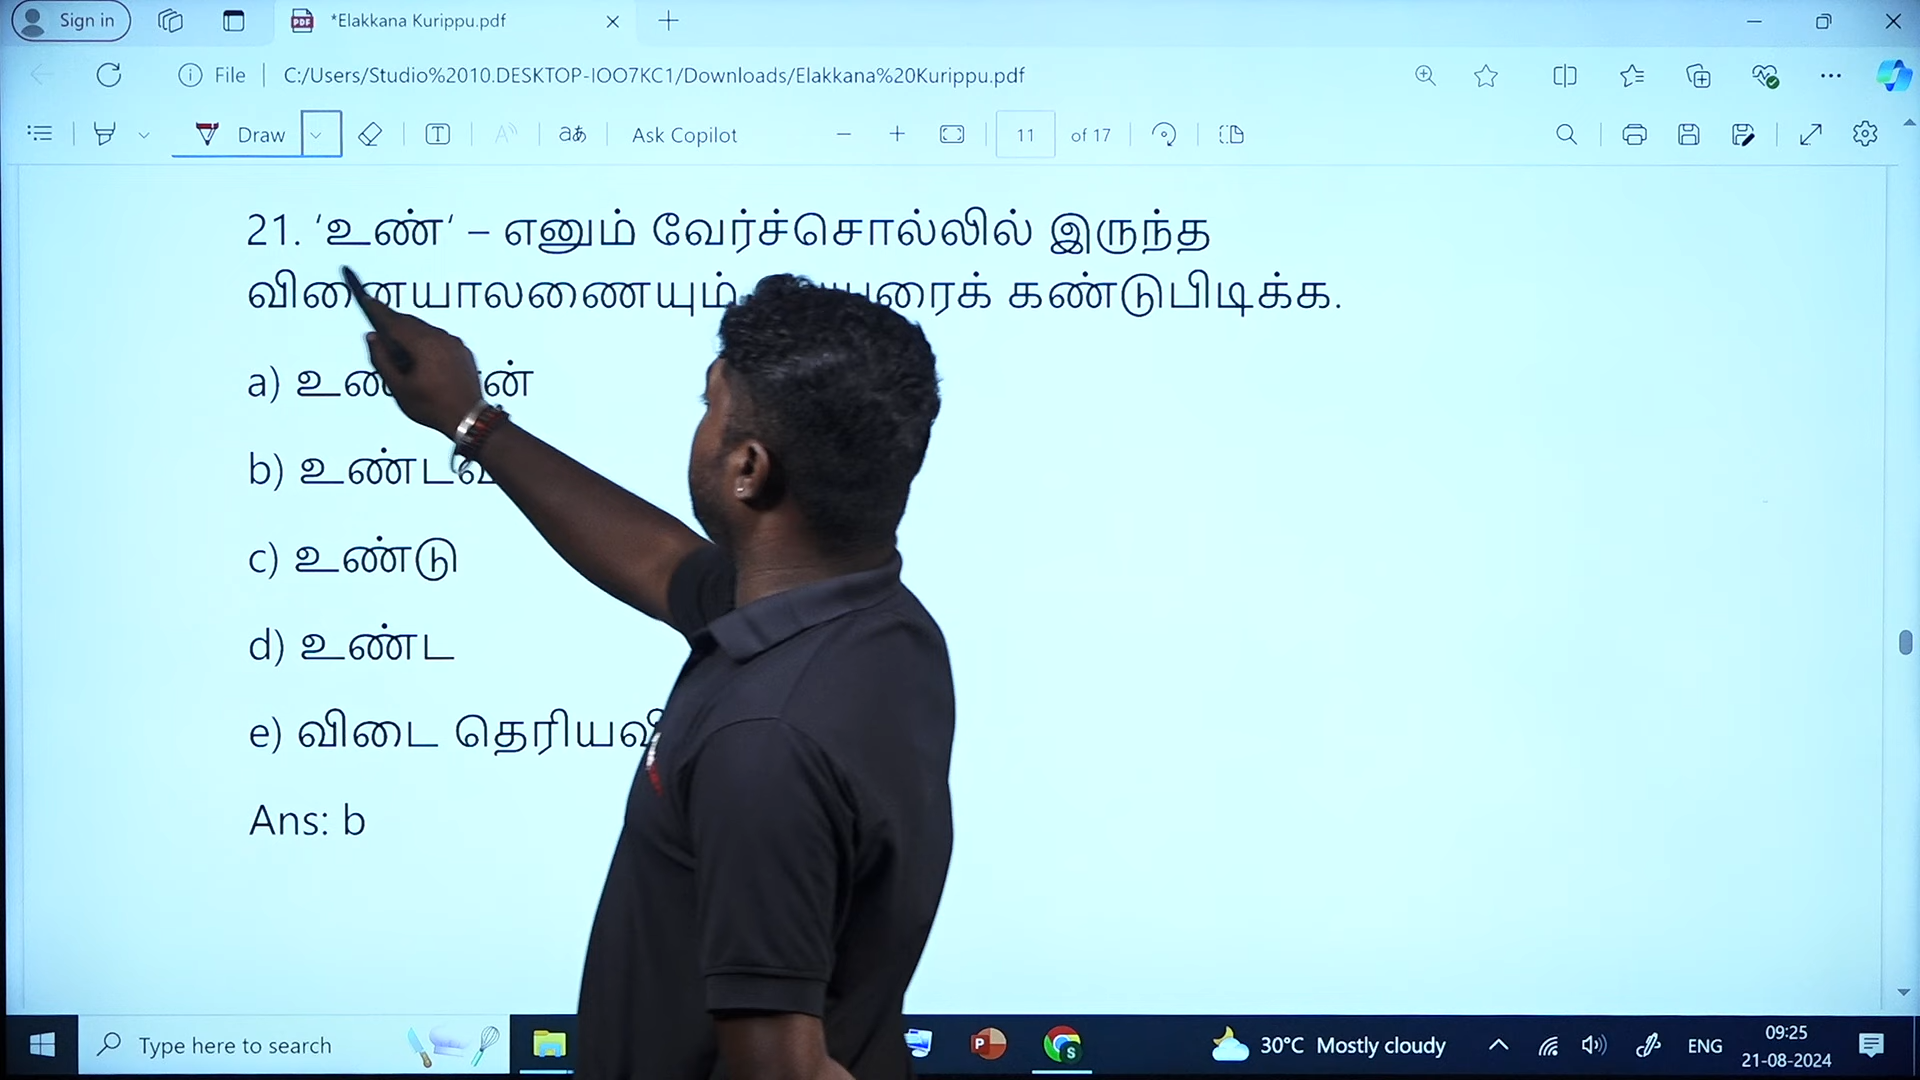 Sign in
*Elakkana Kurippu.pdf
File
C:/Users/Studio%2010.DESKTOP-IOO7KC1/Downloads/Elakkana%20Kurippu.pdf
Draw
Ask Copilot
11 of 17
21. ‘உண்‘ – எனும் வேர்ச்சொல்லில் இருந்த
வினையாலணையும் கண்டுபிடிக்க.
a)
b)
c) உண்டு
d) உண்ட
e) விடை
Ans: b
Type here to search
30°C Mostly cloudy
ENG
09:25
21-08-2024